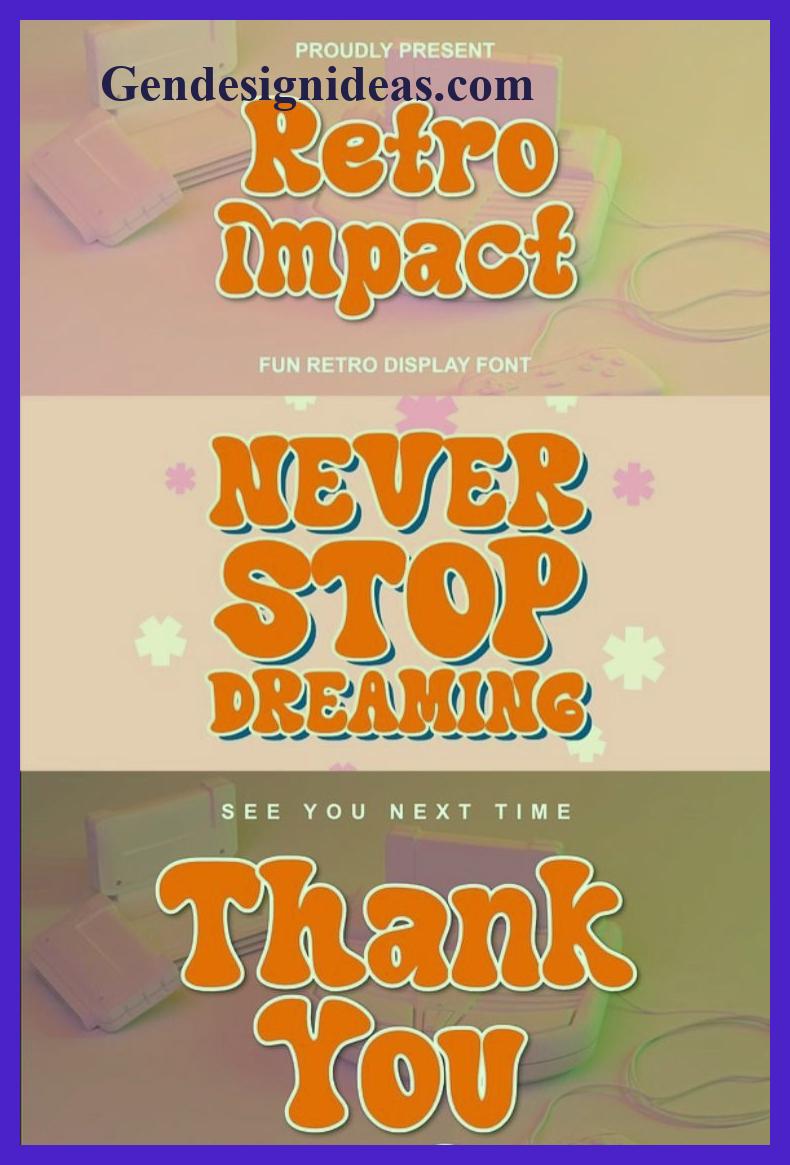 PROUDLY PRESENT
Gendesignideas.com
Retro
impact
FUN RETRO DISPLAY FONT
NEVER
STOP
DREAMING
SEE YOU NEXT TIME
Thank
You